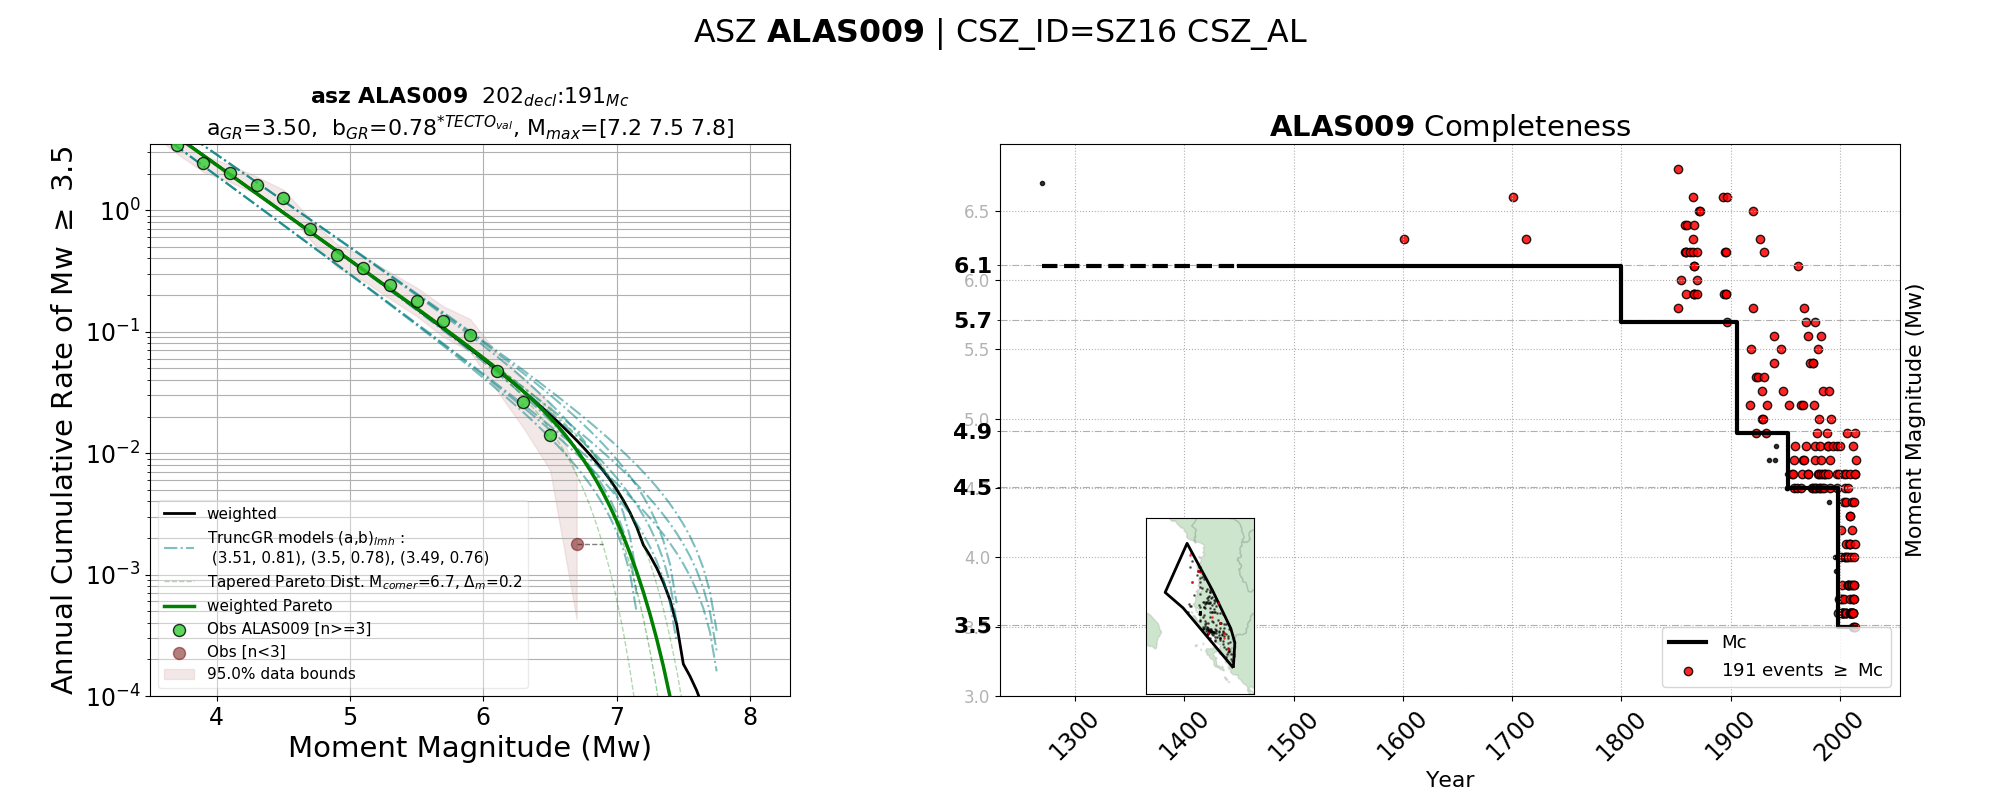 ASZ ALAS009 | CSZ_ID=SZ16 CSZ_AL
asz ALAS009 202decl:191Mc
aGR=3.50, bGR=0.78*TECTOval, Mmax=[7.2 7.5 7.8]
Annual Cumulative Rate of Mw ≥ 3.5
10^0
10^−1
10^−2
10^−3
10^−4
weighted
TruncGR models (a,b)lmh :
(3.51, 0.81), (3.5, 0.78), (3.49, 0.76)
Tapered Pareto Dist. Mcorner=6.7, Δm=0.2
weighted Pareto
Obs ALAS009 [n>=3]
Obs [n<3]
95.0% data bounds
4 5 6 7 8
Moment Magnitude (Mw)
ALAS009 Completeness
6.5
6.1
6.0
5.7
5.5
5.0
4.9
4.5
4.0
3.5
3.0
Moment Magnitude (Mw)
Mc
191 events ≥ Mc
1300 1400 1500 1600 1700 1800 1900 2000
Year